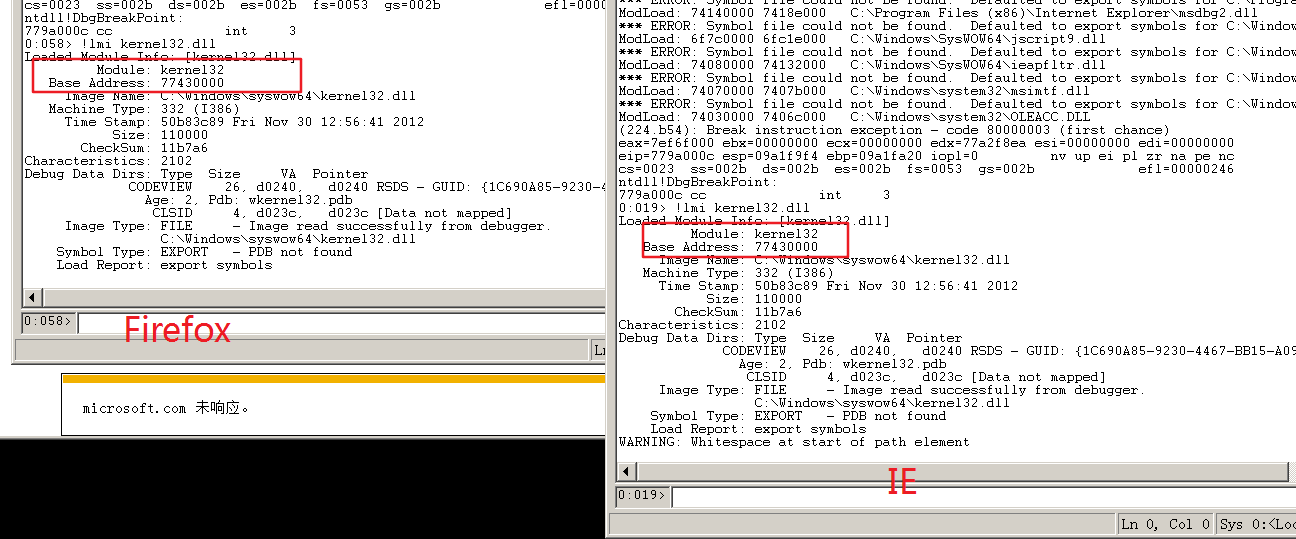 cs=0023  ss=002b  ds=002b  es=002b  fs=0053  gs=002b             efl=0000
ntdll!DbgBreakPoint:
779a000c cc              int     3
0:058> !lmi kernel32.dll
Loaded Module Info: [kernel32.dll]
Module: kernel32
Base Address: 77430000
Image Name: C:\Windows\syswow64\kernel32.dll
Machine Type: 332 (I386)
Time Stamp: 50b83c89 Fri Nov 30 12:56:41 2012
Size: 110000
CheckSum: 11b7a6
Characteristics: 2102
Debug Data Dirs: Type  Size     VA  Pointer
CODEVIEW    26, d0240,   d0240 RSDS - GUID: {1C690A85-9230-4
Age: 2, Pdb: wkernel32.pdb
CLSID     4, d023c,   d023c [Data not mapped]
Image Type: FILE     - Image read successfully from debugger.
C:\Windows\syswow64\kernel32.dll
Symbol Type: EXPORT   - PDB not found
Load Report: export symbols
0:058>
Firefox
Ln
microsoft.com 未响应。
*** ERROR: Symbol file could not be found.  Defaulted to export symbols for C:\Program
ModLoad: 74140000 7418e000   C:\Program Files (x86)\Internet Explorer\msdbg2.dll
*** ERROR: Symbol file could not be found.  Defaulted to export symbols for C:\Program
ModLoad: 6f7c0000 6fc1e000   C:\Windows\SysWOW64\jscript9.dll
*** ERROR: Symbol file could not be found.  Defaulted to export symbols for C:\Window
ModLoad: 74080000 74132000   C:\Windows\SysWOW64\ieapfltr.dll
*** ERROR: Symbol file could not be found.  Defaulted to export symbols for C:\Window
ModLoad: 74070000 7407b000   C:\Windows\system32\msimtf.dll
*** ERROR: Symbol file could not be found.  Defaulted to export symbols for C:\Window
ModLoad: 74030000 7406c000   C:\Windows\system32\OLEACC.DLL
(224.b54): Break instruction exception - code 80000003 (first chance)
eax=7ef6f000 ebx=00000000 ecx=00000000 edx=77a2f8ea esi=00000000 edi=00000000
eip=779a000c esp=09a1f9f4 ebp=09a1fa20 iopl=0         nv up ei pl zr na pe nc
cs=0023  ss=002b  ds=002b  es=002b  fs=0053  gs=002b             efl=00000246
ntdll!DbgBreakPoint:
779a000c cc              int     3
0:019> !lmi kernel32.dll
Loaded Module Info: [kernel32.dll]
Module: kernel32
Base Address: 77430000
Image Name: C:\Windows\syswow64\kernel32.dll
Machine Type: 332 (I386)
Time Stamp: 50b83c89 Fri Nov 30 12:56:41 2012
Size: 110000
CheckSum: 11b7a6
Characteristics: 2102
Debug Data Dirs: Type  Size     VA  Pointer
CODEVIEW    26, d0240,   d0240 RSDS - GUID: {1C690A85-9230-4467-BB15-A09
Age: 2, Pdb: wkernel32.pdb
CLSID     4, d023c,   d023c [Data not mapped]
Image Type: FILE     - Image read successfully from debugger.
C:\Windows\syswow64\kernel32.dll
Symbol Type: EXPORT   - PDB not found
Load Report: export symbols
WARNING: Whitespace at start of path element
IE
0:019>
Ln 0, Col 0  Sys 0:<Loc